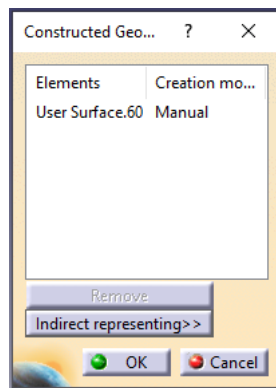 Constructed Geo... ? ×
Elements Creation mo...
User Surface.60 Manual
Remove
Indirect representing>>
OK Cancel